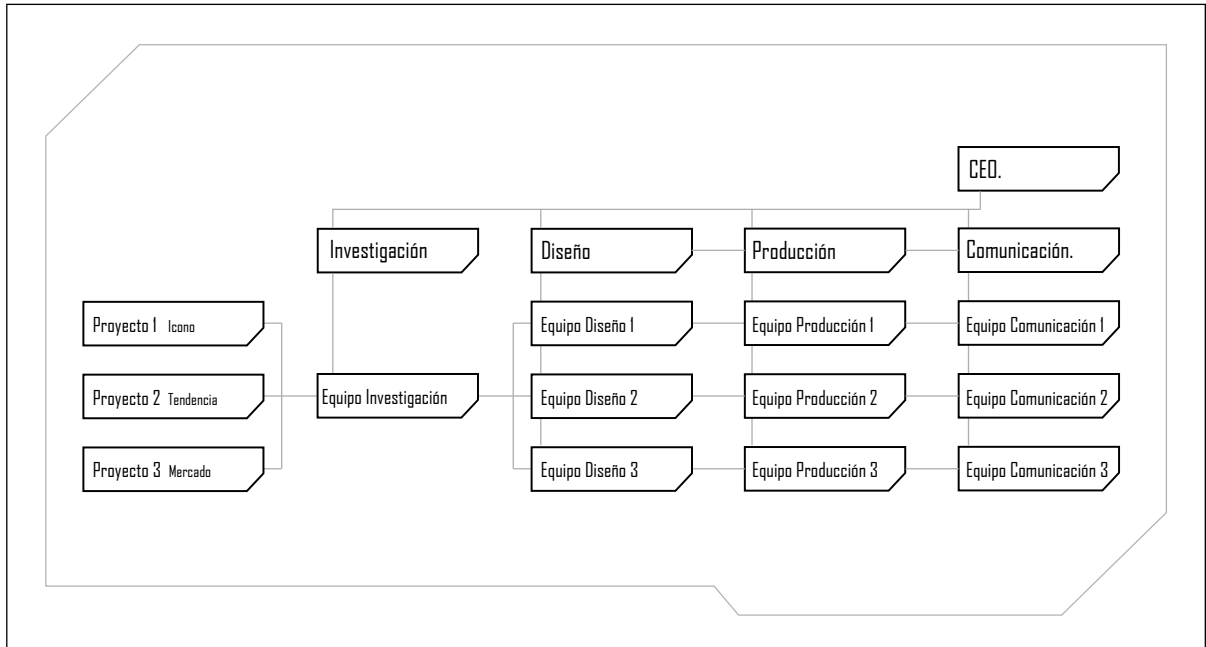 CEO.
Investigación
Diseño
Producción
Comunicación.
Proyecto 1 Icono
Equipo Diseño 1
Equipo Producción 1
Equipo Comunicación 1
Proyecto 2 Tendencia
Equipo Investigación
Equipo Diseño 2
Equipo Producción 2
Equipo Comunicación 2
Proyecto 3 Mercado
Equipo Diseño 3
Equipo Producción 3
Equipo Comunicación 3